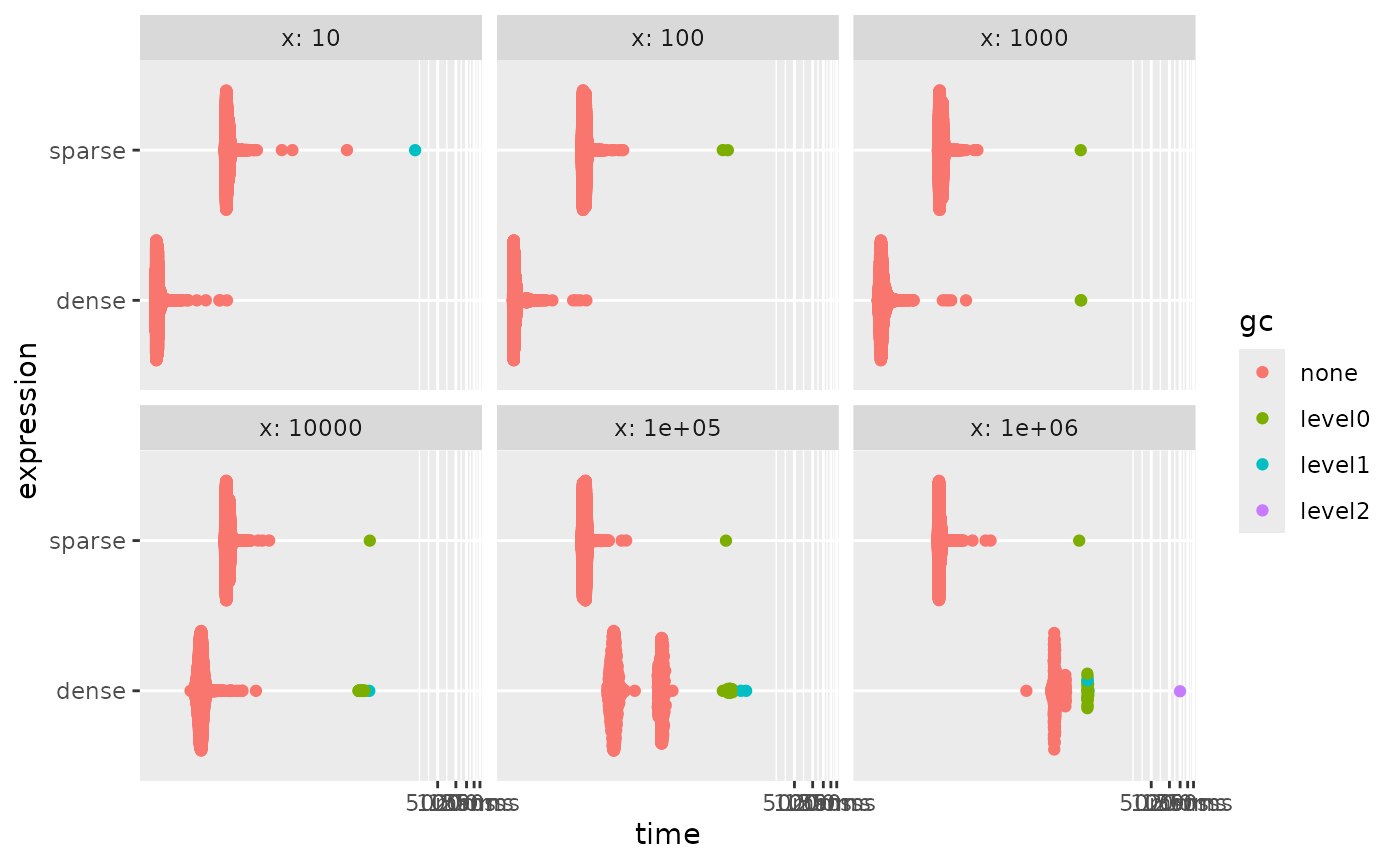 x: 10
x: 100
x: 1000
sparse
dense
x: 10000
x: 1e+05
x: 1e+06
sparse
dense
expression
time
gc
none
level0
level1
level2